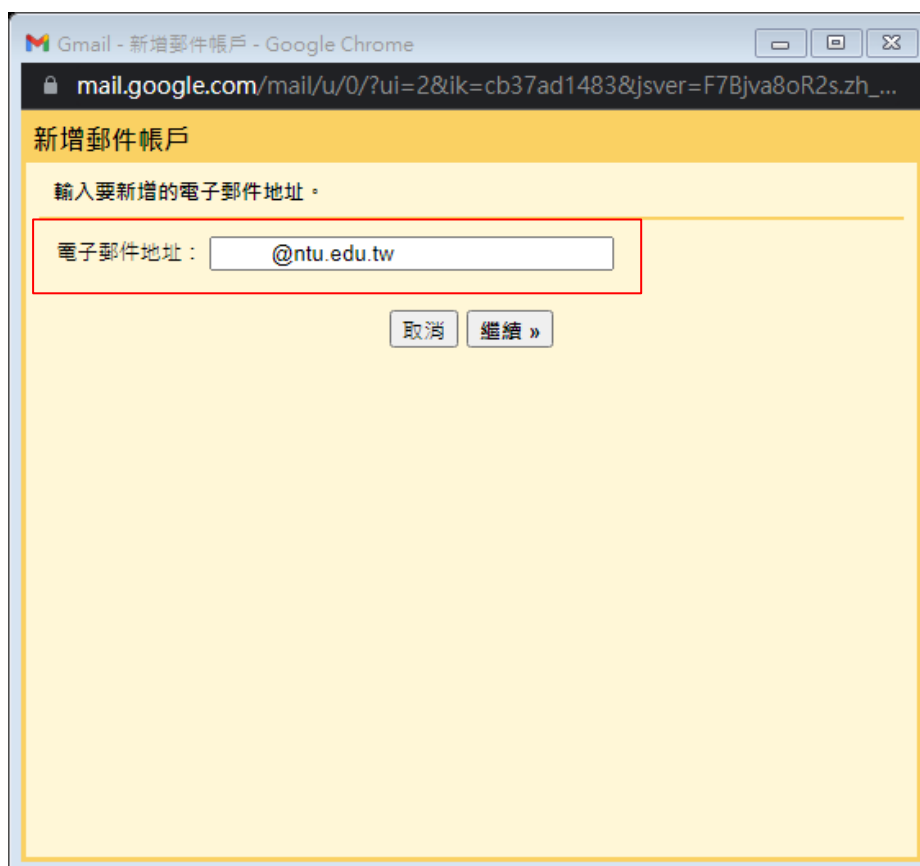 Gmail - 新增郵件帳戶 - Google Chrome
mail.google.com/mail/u/0/?ui=2&ik=cb37ad1483&jsver=F7Bjva8oR2s.zh_...
新增郵件帳戶
輸入要新增的電子郵件地址。
電子郵件地址： @ntu.edu.tw
取消 繼續 »